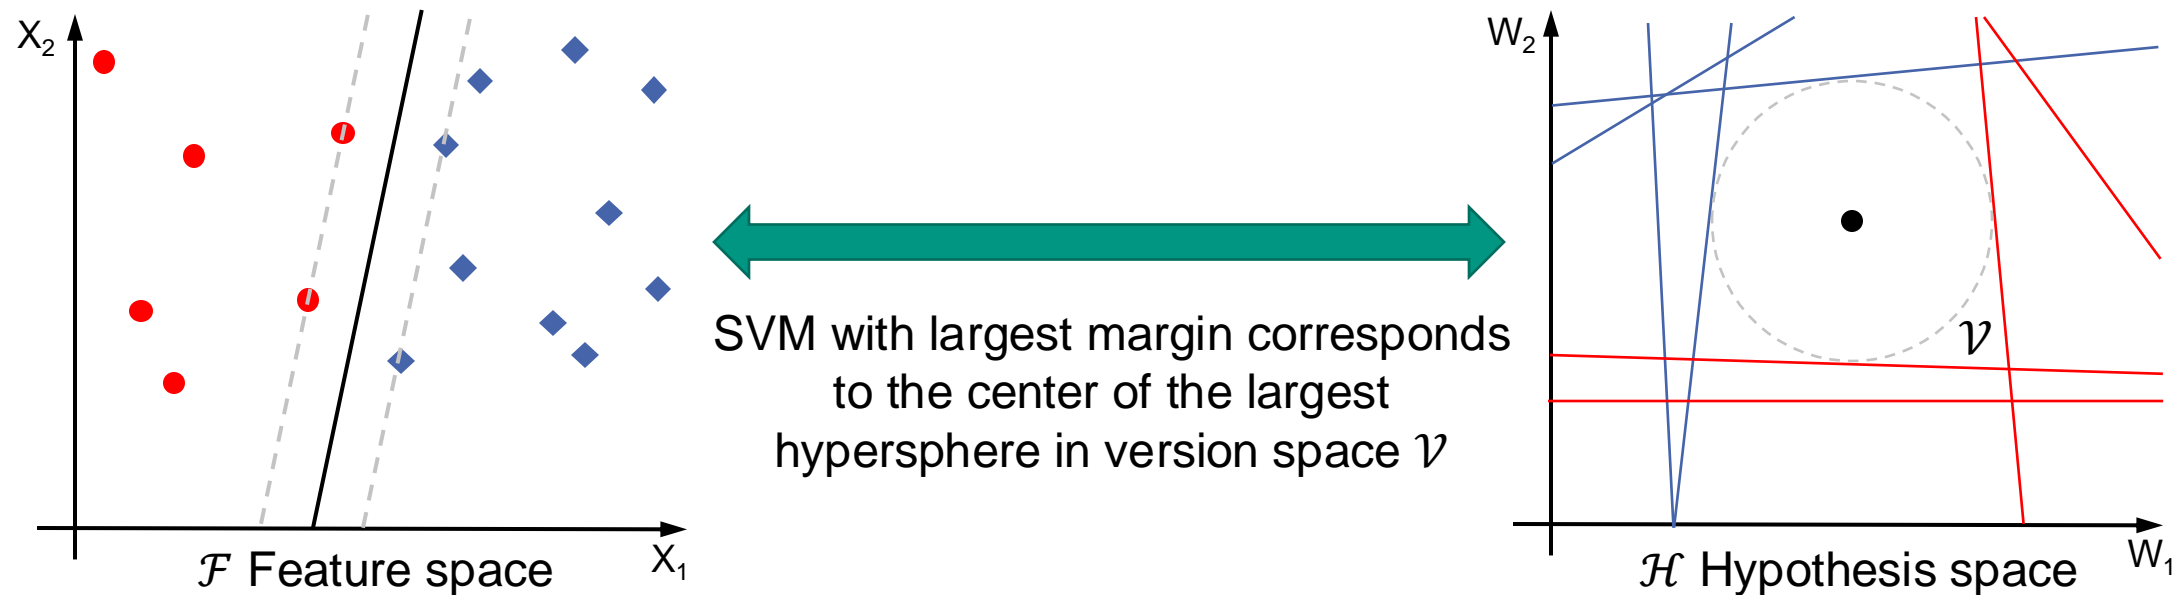 X₂
X₁
ℱ Feature space
SVM with largest margin corresponds
to the center of the largest
hypersphere in version space 𝒱
W₂
𝒱
W₁
ℋ Hypothesis space